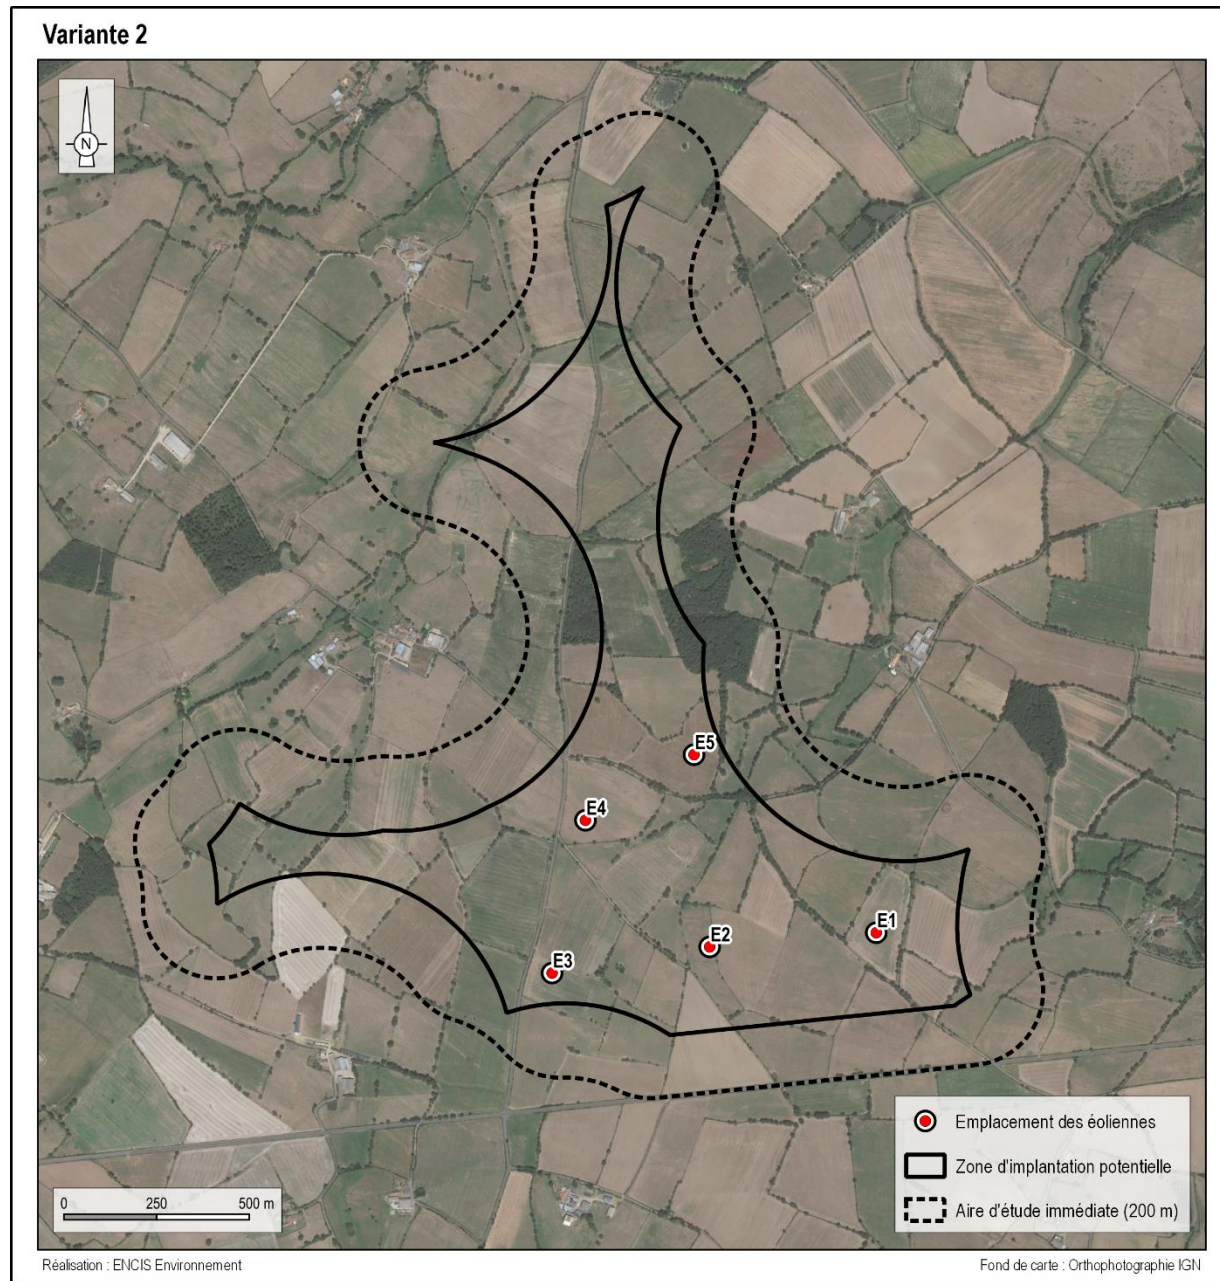 Variante 2
N
E5
E4
E1
E2
E3
Emplacement des éoliennes
Zone d'implantation potentielle
Aire d'étude immédiate (200 m)
0 250 500 m
Réalisation : ENCIS Environnement
Fond de carte : Orthophotographie IGN